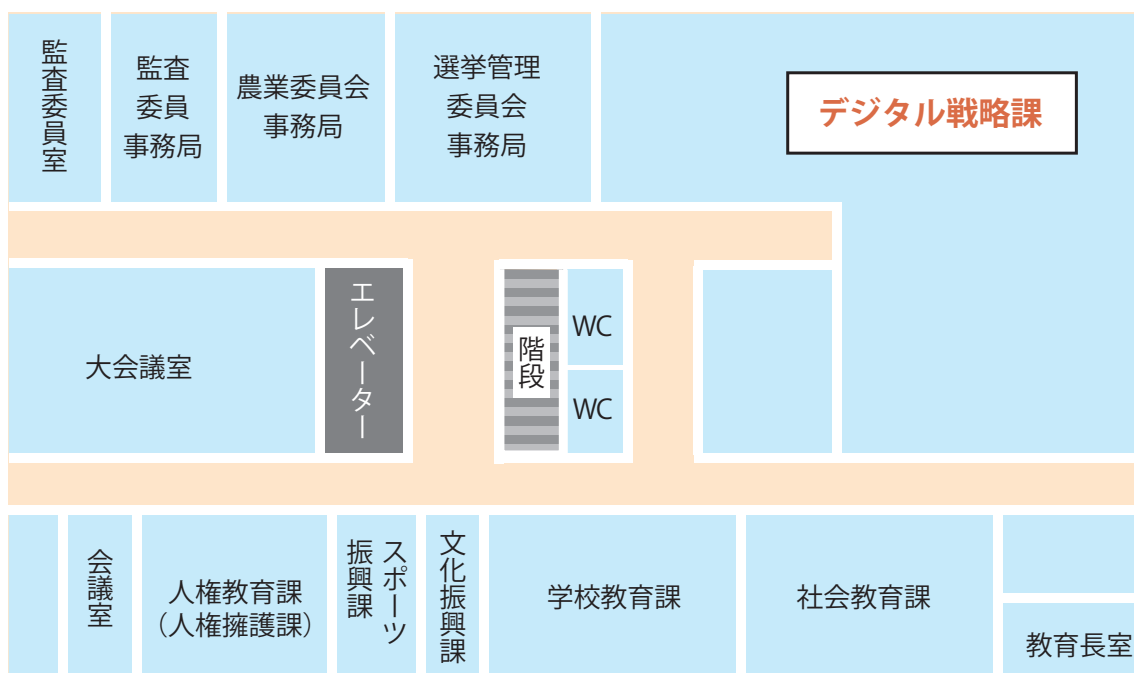 監査委員室
監査
委員
事務局
農業委員会
事務局
選挙管理
委員会
事務局
デジタル戦略課
大会議室
エレベーター
階段
WC
WC
会議室
人権教育課
（人権擁護課）
スポーツ
振興課
文化振興課
学校教育課
社会教育課
教育長室